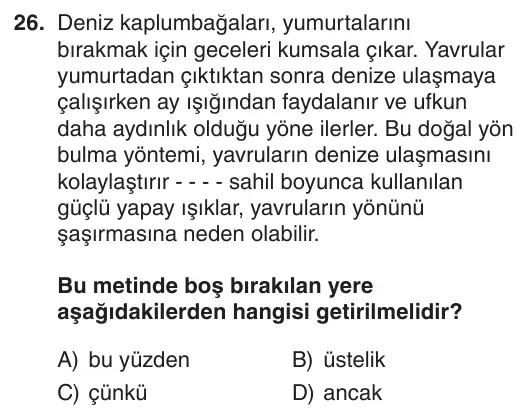 26. Deniz kaplumbağaları, yumurtalarını
bırakmak için geceleri kumsala çıkar. Yavrular
yumurtadan çıktıktan sonra denize ulaşmaya
çalışırken ay ışığından faydalanır ve ufkun
daha aydınlık olduğu yöne ilerler. Bu doğal yön
bulma yöntemi, yavruların denize ulaşmasını
kolaylaştırır - - - - sahil boyunca kullanılan
güçlü yapay ışıklar, yavruların yönünü
şaşırmasına neden olabilir.
Bu metinde boş bırakılan yere
aşağıdakilerden hangisi getirilmelidir?
A) bu yüzden B) üstelik
C) çünkü D) ancak